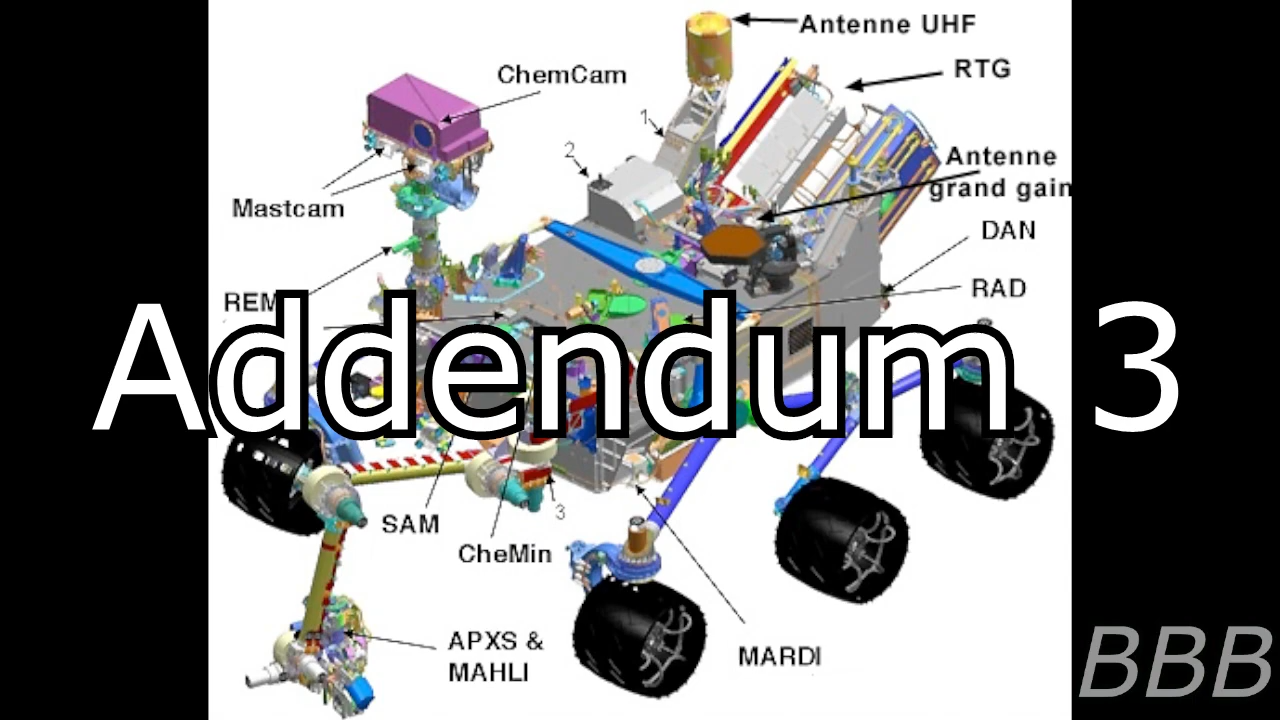 Antenne UHF
ChemCam
RTG
1
2
Antenne
grand gain
Mastcam
DAN
RAD
Addendum 3
SAM
3
CheMin
APXS &
MAHLI
MARDI
BBB